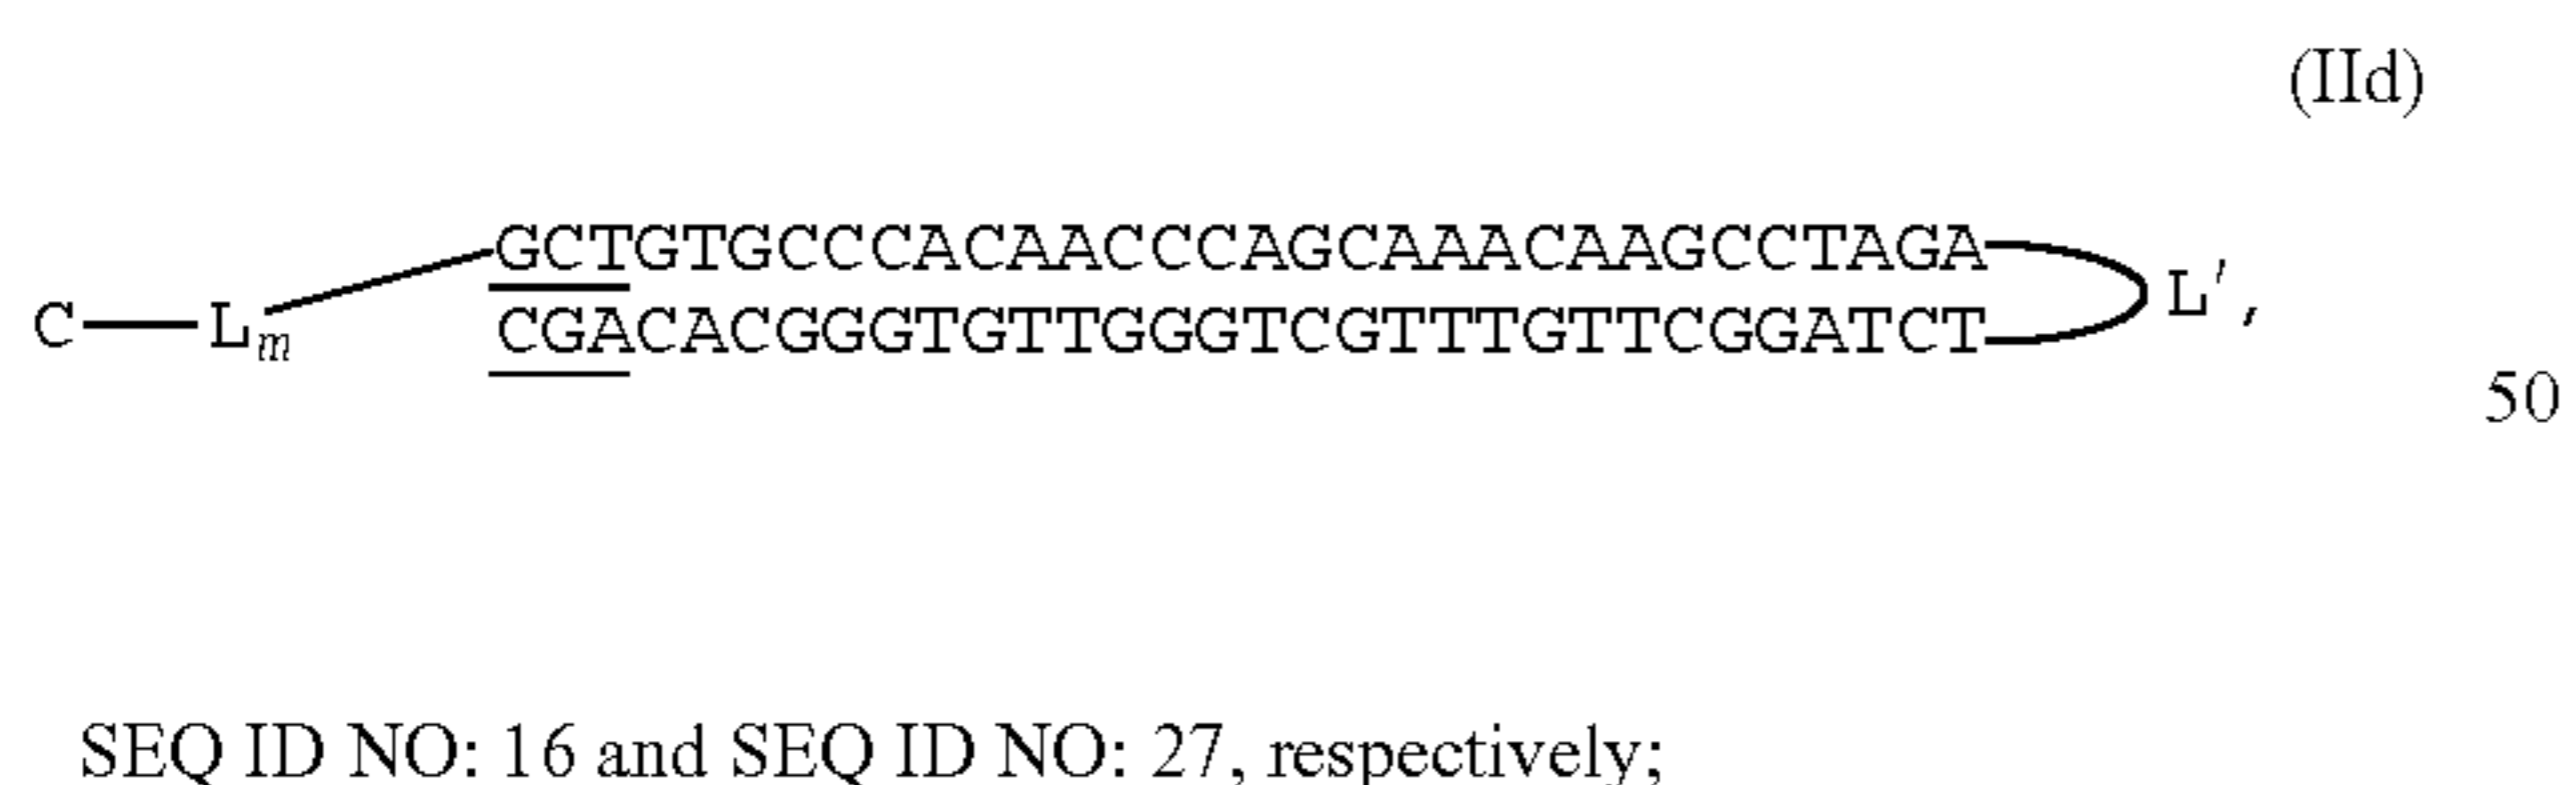 (IId)
GCTGTGCCCACAACCCAGCAAACAAGCCTAGA
C—Lm L′,
CGACACGGGTGTTGGGTCGTTTGTTCGGATCT
50
SEQ ID NO: 16 and SEQ ID NO: 27, respectively;